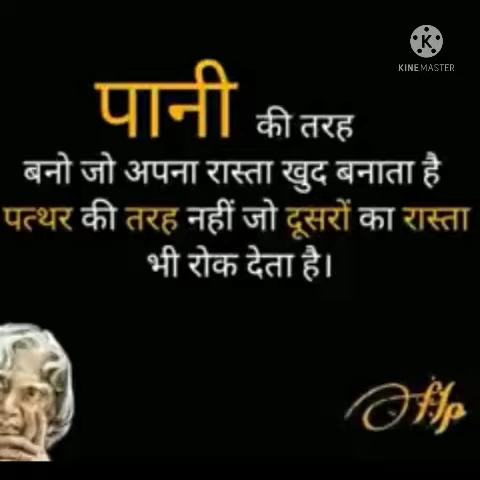 KINEMASTER
पानी की तरह
बनो जो अपना रास्ता खुद बनाता है
पत्थर की तरह नहीं जो दूसरों का रास्ता
भी रोक देता है।